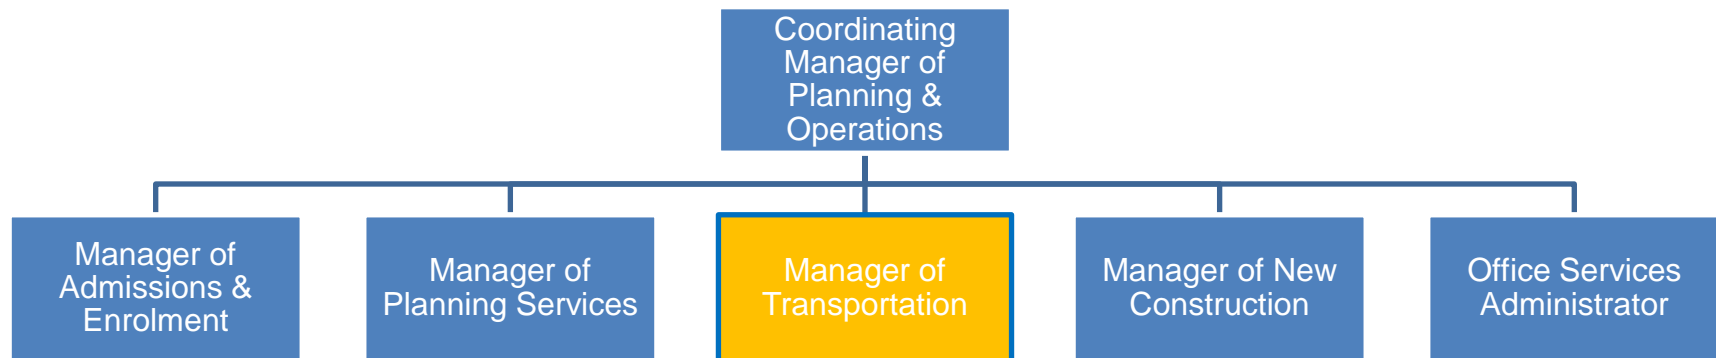 Coordinating
Manager of
Planning &
Operations
Manager of
Admissions &
Enrolment
Manager of
Planning Services
Manager of
Transportation
Manager of New
Construction
Office Services
Administrator